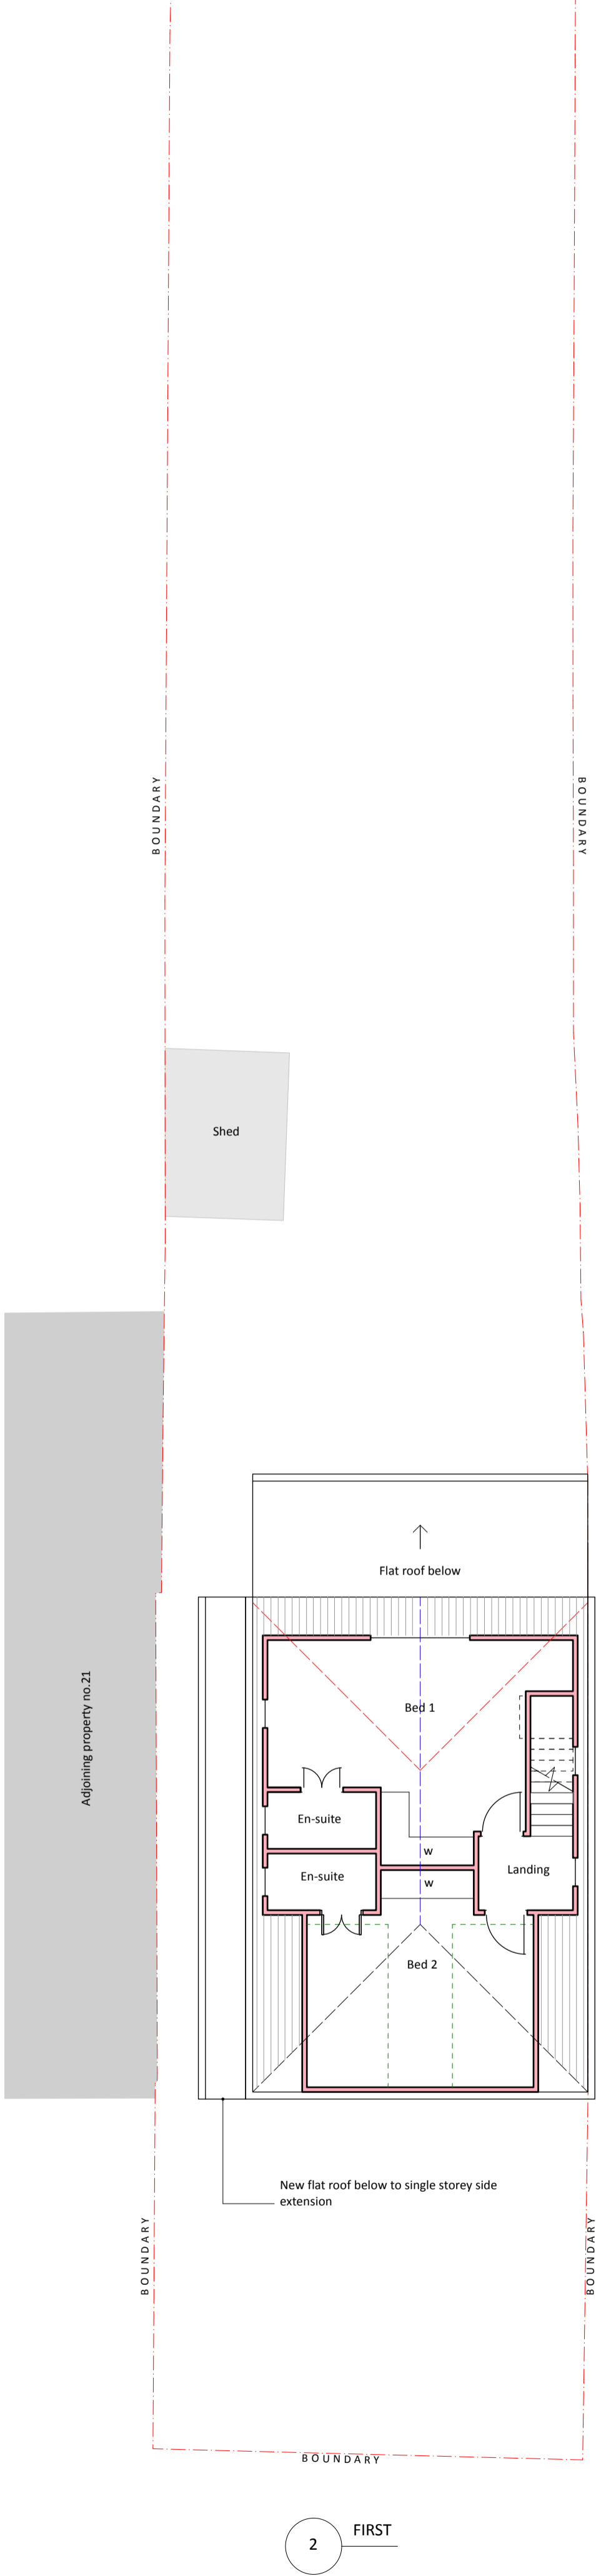 BOUNDARY
BOUNDARY
Shed
Flat roof below
Adjoining property no.21
Bed 1
En-suite
W
Landing
En-suite
W
Bed 2
New flat roof below to single storey side
extension
BOUNDARY
BOUNDARY
BOUNDARY
2
FIRST